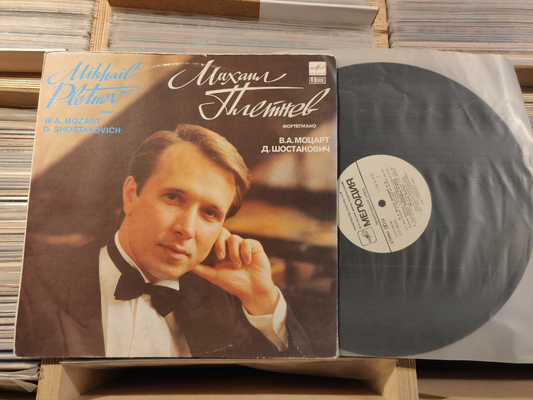 Mikhail
Pletnev
W.A. MOZART
D. SHOSTAKOVICH
Михаил
Плетнев
ФОРТЕПИАНО
В.А. МОЦАРТ
Д. ШОСТАКОВИЧ
МЕЛОДИЯ